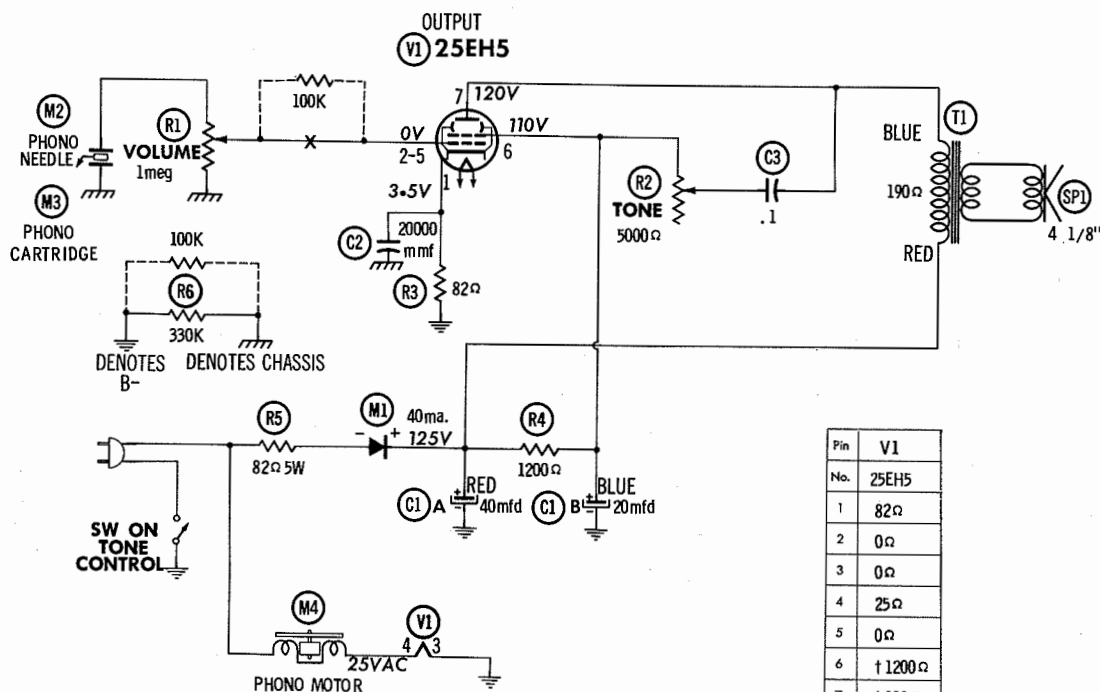 OUTPUT
V1 25EH5
7 120V
100K
M2
PHONO
NEEDLE
R1
VOLUME
1meg
X
0V
2-5
110V
6
1
3.5V
M3
PHONO
CARTRIDGE
C2
20000
mmf
R3
82Ω
R2
TONE
5000Ω
C3
.1
BLUE
T1
190Ω
RED
SP1
4 1/8"
100K
R6
330K
DENOTES
B-
DENOTES CHASSIS
R5
82Ω 5W
M1
- +
40ma.
125V
R4
1200Ω
RED
C1 A
+
-
40mfd
BLUE
C1 B
+
-
20mfd
SW ON
TONE
CONTROL
M4
25VAC
PHONO MOTOR
V1
4 3
Pin V1
No. 25EH5
1 82Ω
2 0Ω
3 0Ω
4 25Ω
5 0Ω
6 †1200Ω